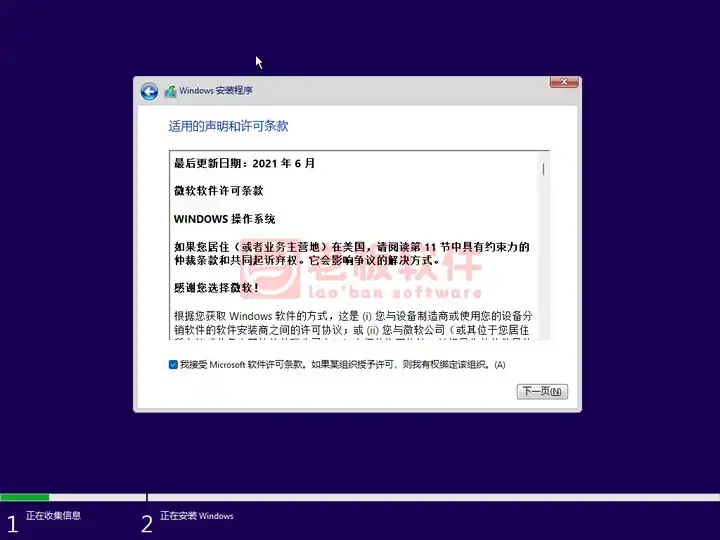 Windows 安装程序
适用的声明和许可条款
最后更新日期：2021 年 6 月
微软软件许可条款
WINDOWS 操作系统
如果您居住（或者业务主营地）在美国，请阅读第 11 节中具有约束力的
仲裁条款和共同起诉弃权。它会影响争议的解决方式。
老板软件
lao'ban software
感谢您选择微软！
根据您获取 Windows 软件的方式，这是 (i) 您与设备制造商或使用您的设备分
销软件的软件安装商之间的许可协议；或 (ii) 您与微软公司（或其位于您居住
我接受 Microsoft 软件许可条款。如果某组织授予许可，则我有权绑定该组织。(A)
下一页(N)
1 正在收集信息
2 正在安装 Windows